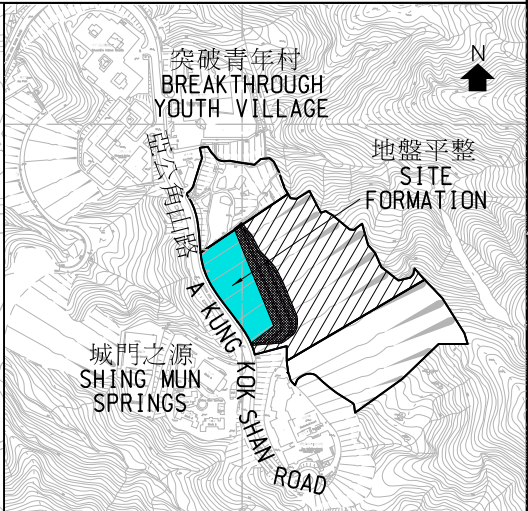 突破青年村
BREAKTHROUGH
YOUTH VILLAGE
N
亞公角山路
地盤平整
SITE
FORMATION
A KUNG KOK SHAN ROAD
城門之源
SHING MUN
SPRINGS